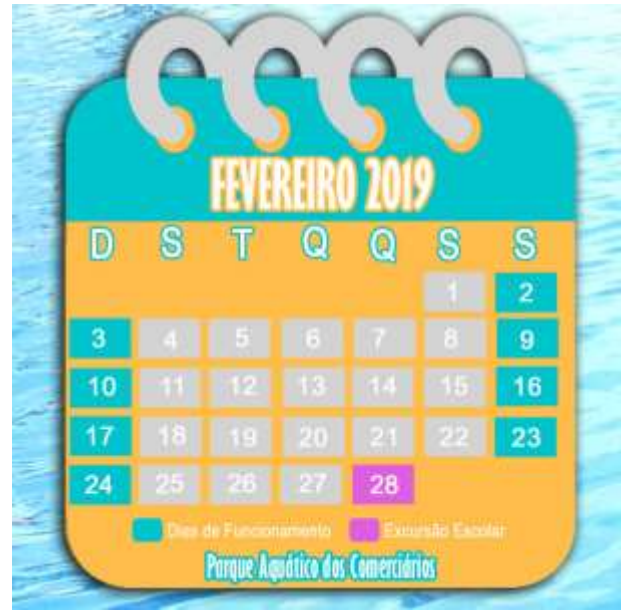 FEVEREIRO 2019
D S T Q Q S S
1 2
3 4 5 6 7 8 9
10 11 12 13 14 15 16
17 18 19 20 21 22 23
24 25 26 27 28
Dias de Funcionamento Excursão Escolar
Parque Aquático dos Comerciários